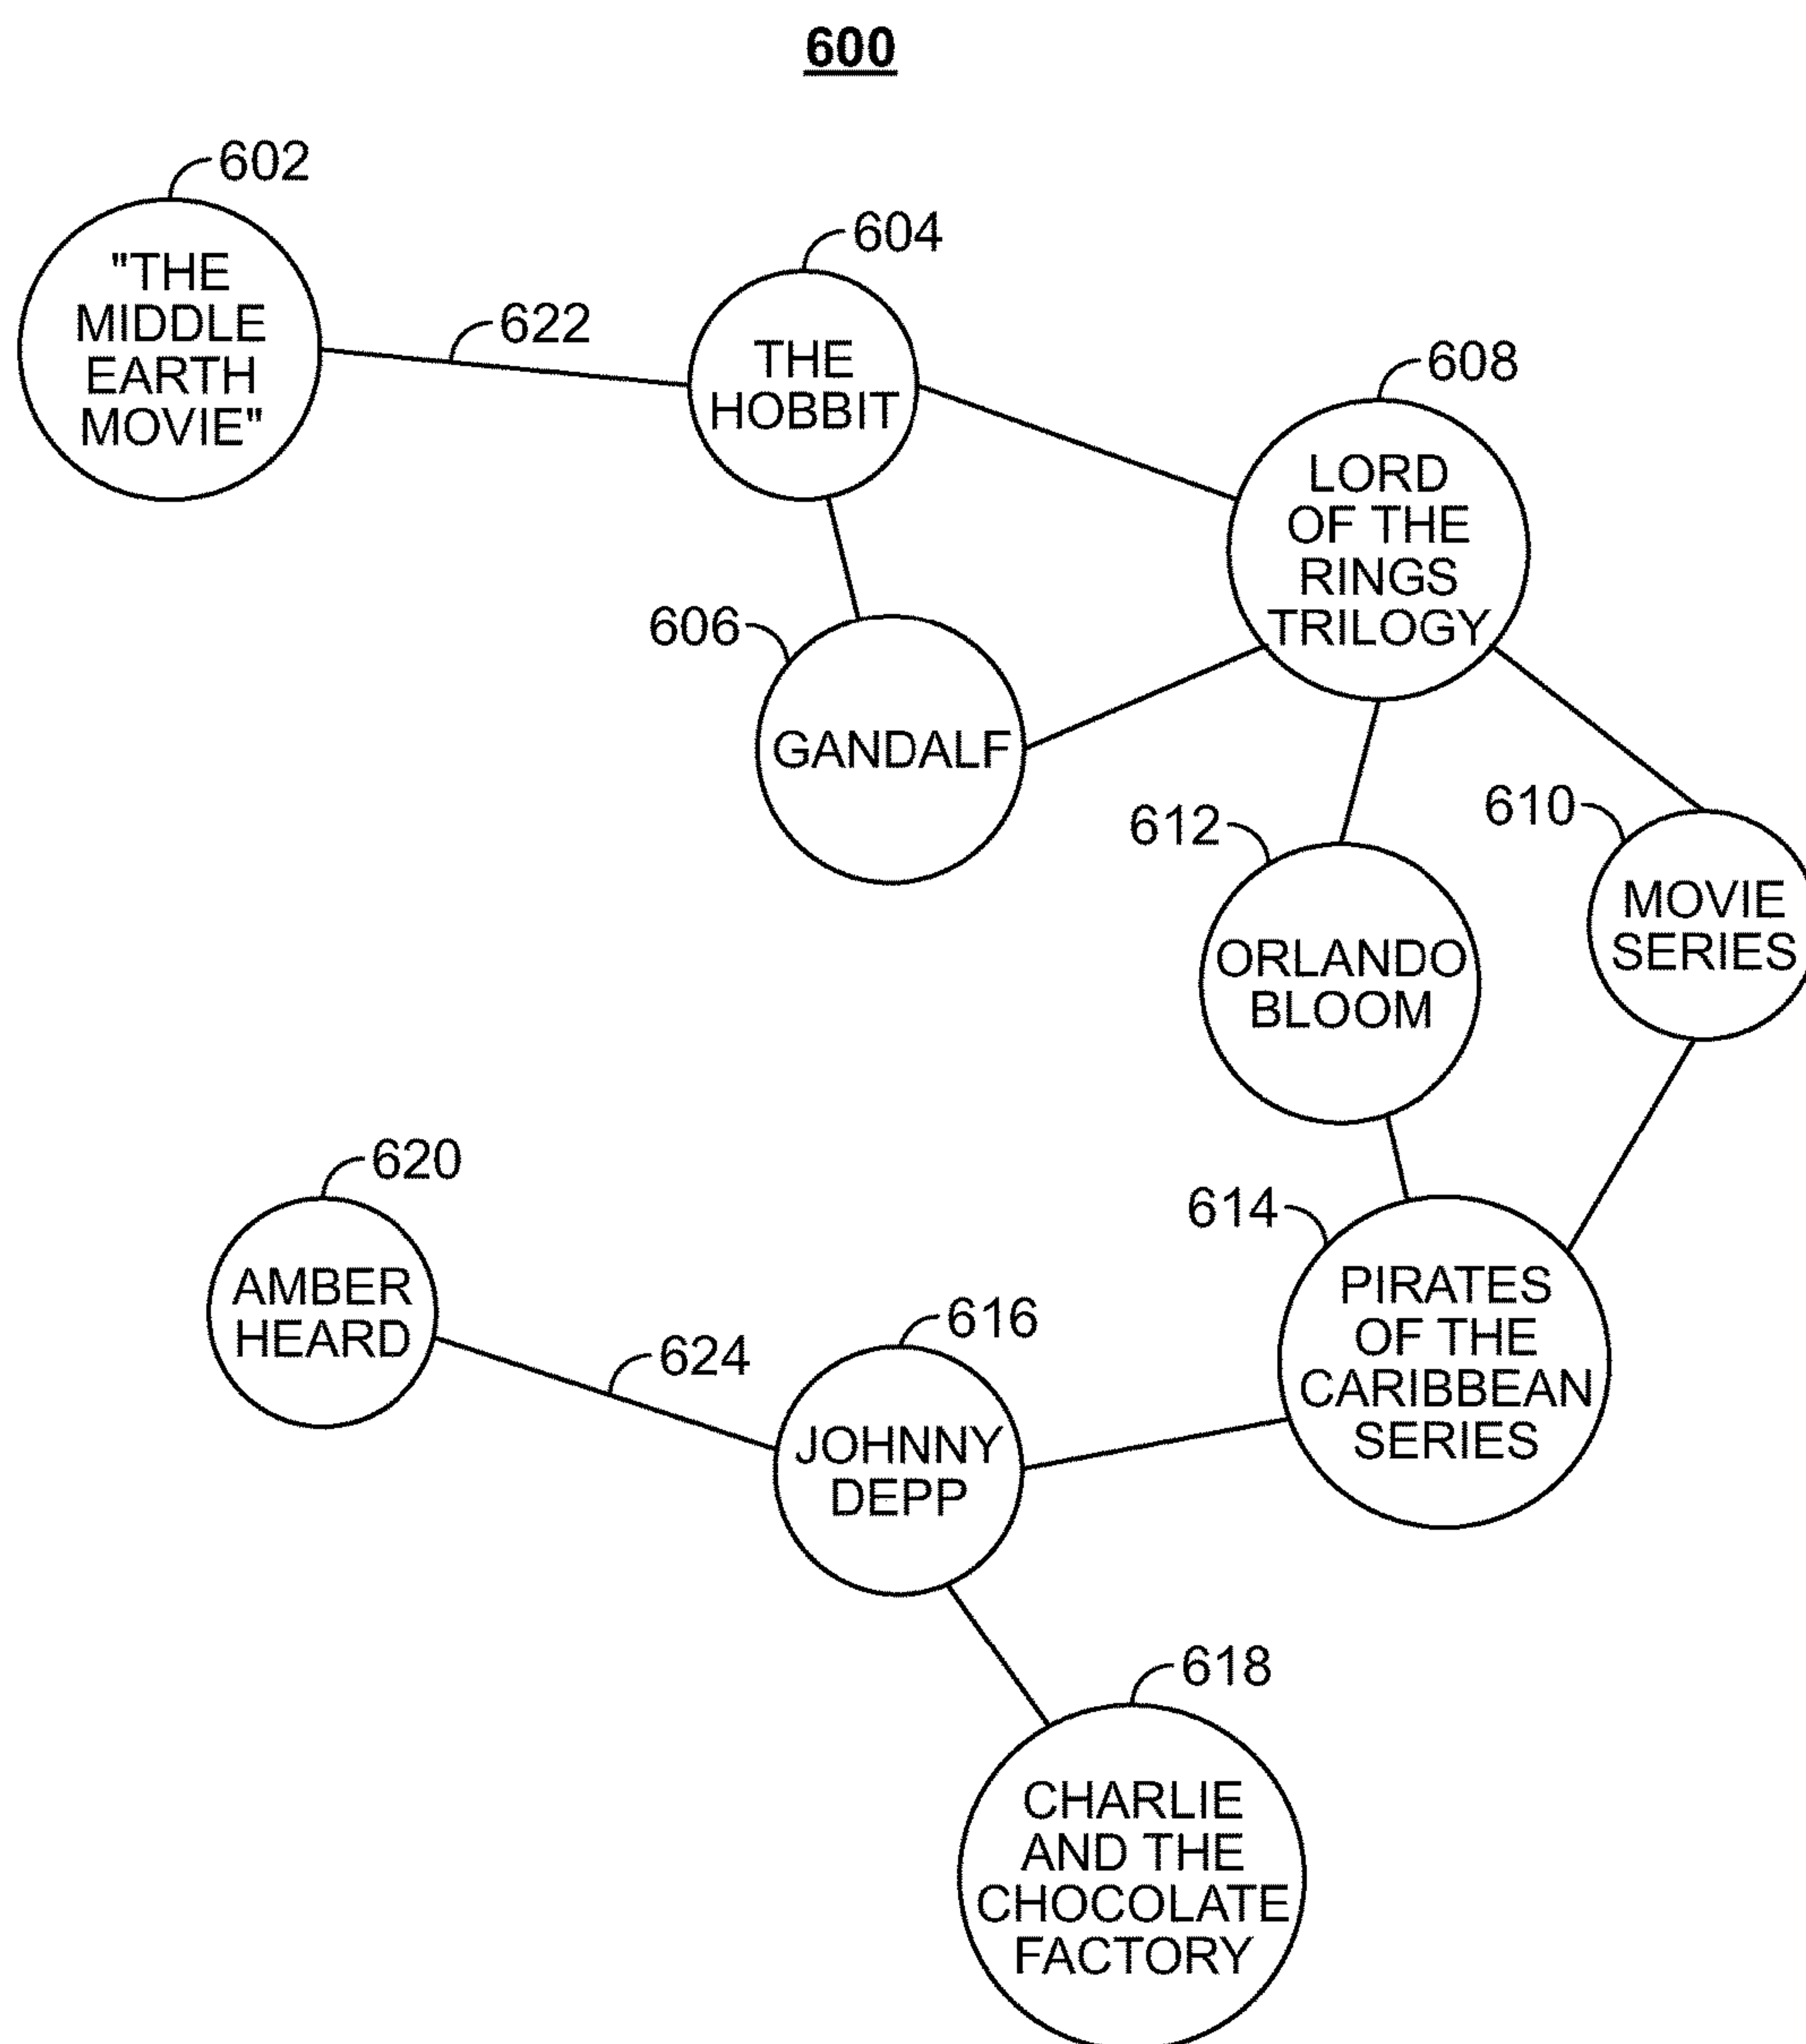 600
602
"THE
MIDDLE
EARTH
MOVIE"
622
604
THE
HOBBIT
608
LORD
OF THE
RINGS
TRILOGY
606
GANDALF
612
ORLANDO
BLOOM
610
MOVIE
SERIES
620
AMBER
HEARD
624
616
JOHNNY
DEPP
614
PIRATES
OF THE
CARIBBEAN
SERIES
618
CHARLIE
AND THE
CHOCOLATE
FACTORY